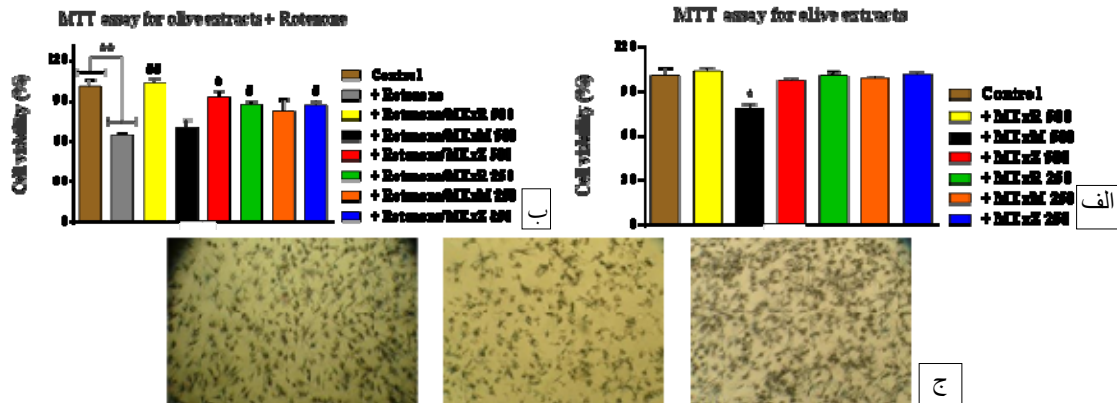 MTT assay for olive extracts + Rotenone
Cell viability (%)
120
90
60
30
0
**
##
#
#
Control
+ Rotenone
+ Rotenone/MExR 500
+ Rotenone/MExM 500
+ Rotenone/MExZ 500
+ Rotenone/MExR 250
+ Rotenone/MExM 250
+ Rotenone/MExZ 250
ب
MTT assay for olive extracts
Cell viability (%)
120
90
60
30
0
*
Control
+ MExR 500
+ MExM 500
+ MExZ 500
+ MExR 250
+ MExM 250
+ MExZ 250
الف
ج